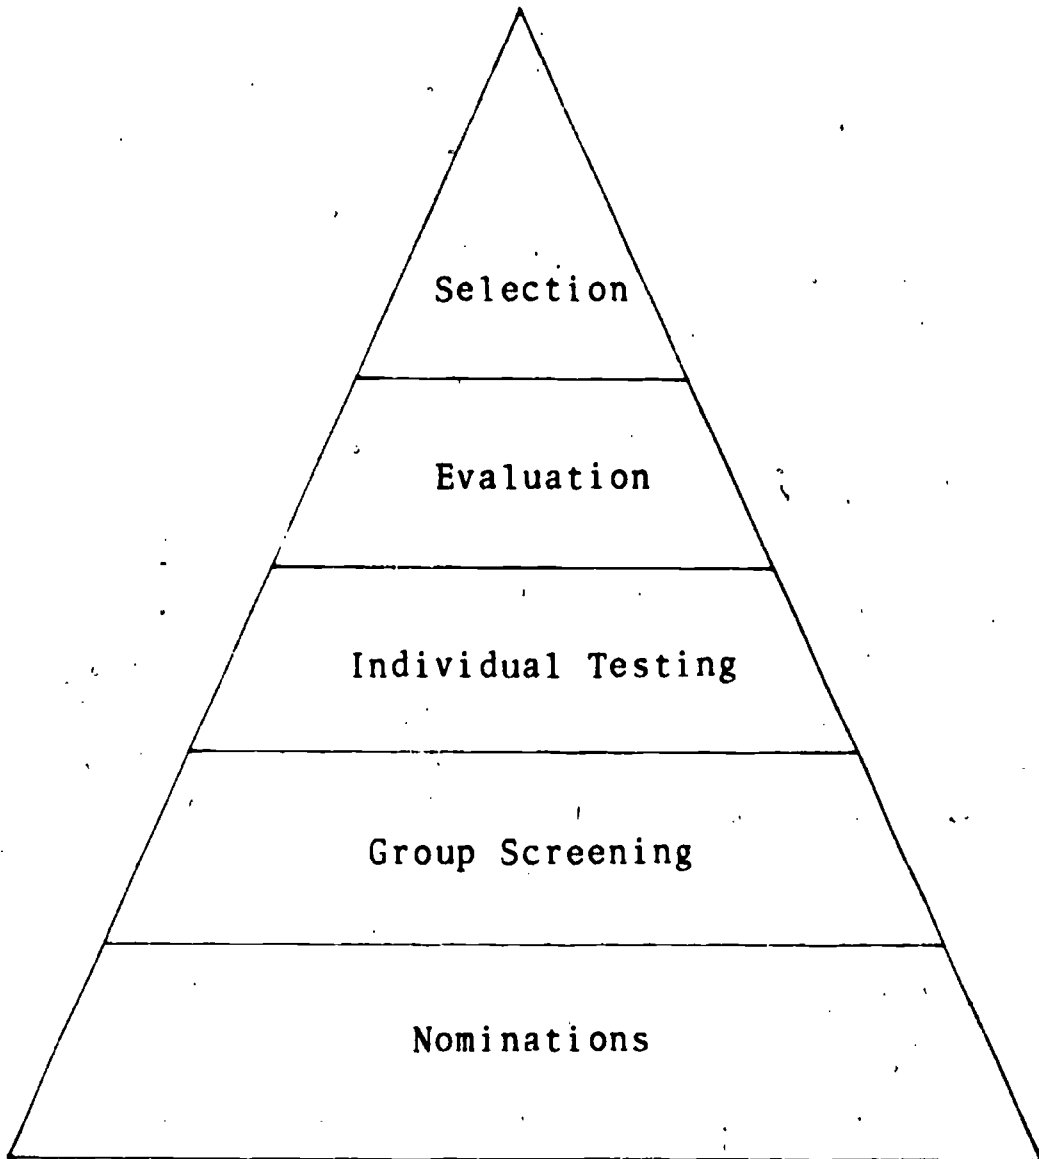 Selection
Evaluation
Individual Testing
Group Screening
Nominations